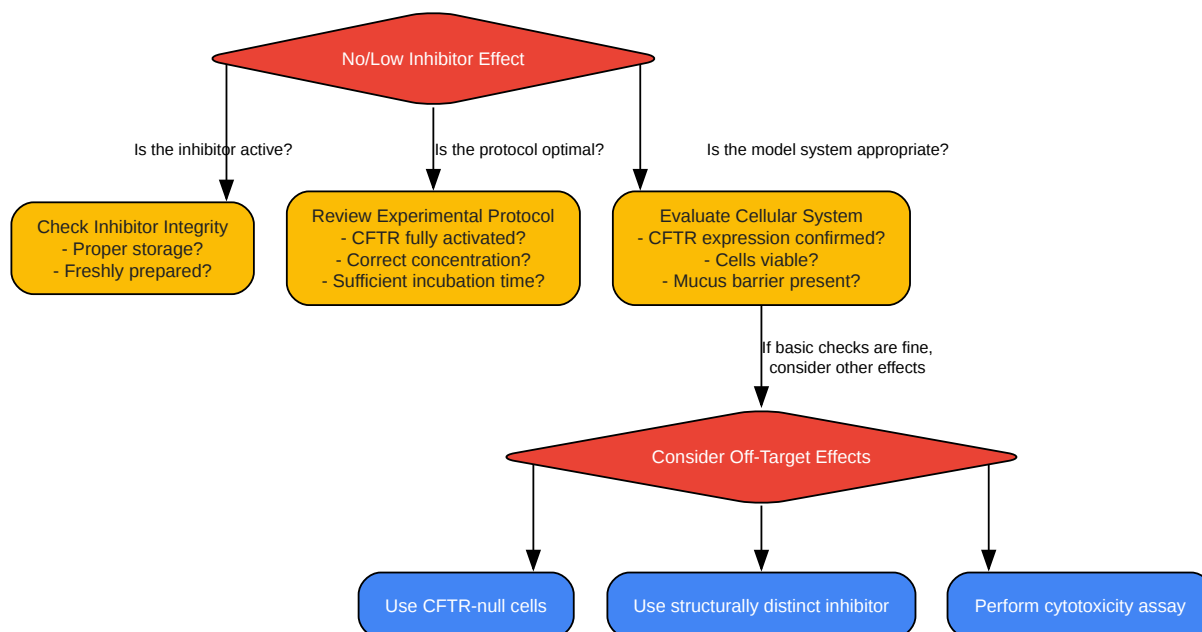 No/Low Inhibitor Effect
Is the inhibitor active?
Is the protocol optimal?
Is the model system appropriate?
Check Inhibitor Integrity
- Proper storage?
- Freshly prepared?
Review Experimental Protocol
- CFTR fully activated?
- Correct concentration?
- Sufficient incubation time?
Evaluate Cellular System
- CFTR expression confirmed?
- Cells viable?
- Mucus barrier present?
If basic checks are fine,
consider other effects
Consider Off-Target Effects
Use CFTR-null cells
Use structurally distinct inhibitor
Perform cytotoxicity assay